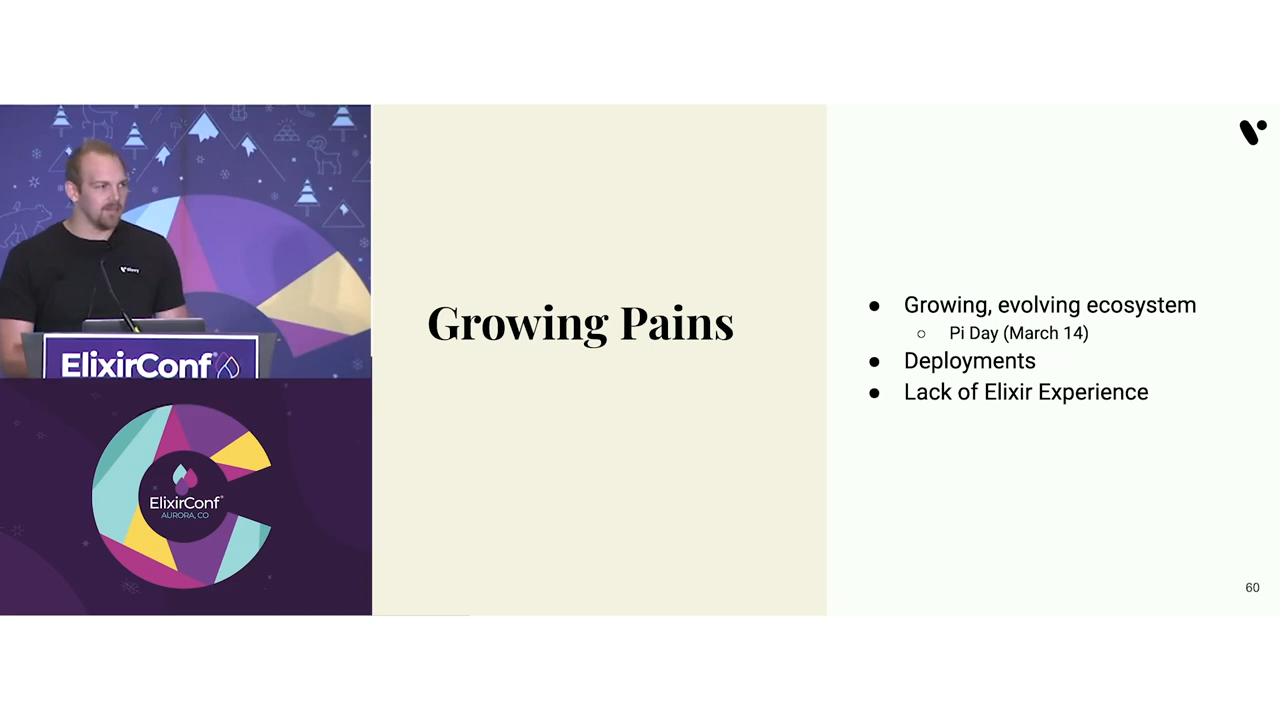 ElixirConf
ElixirConf
AURORA, CO
Growing Pains
Growing, evolving ecosystem
Pi Day (March 14)
Deployments
Lack of Elixir Experience
60